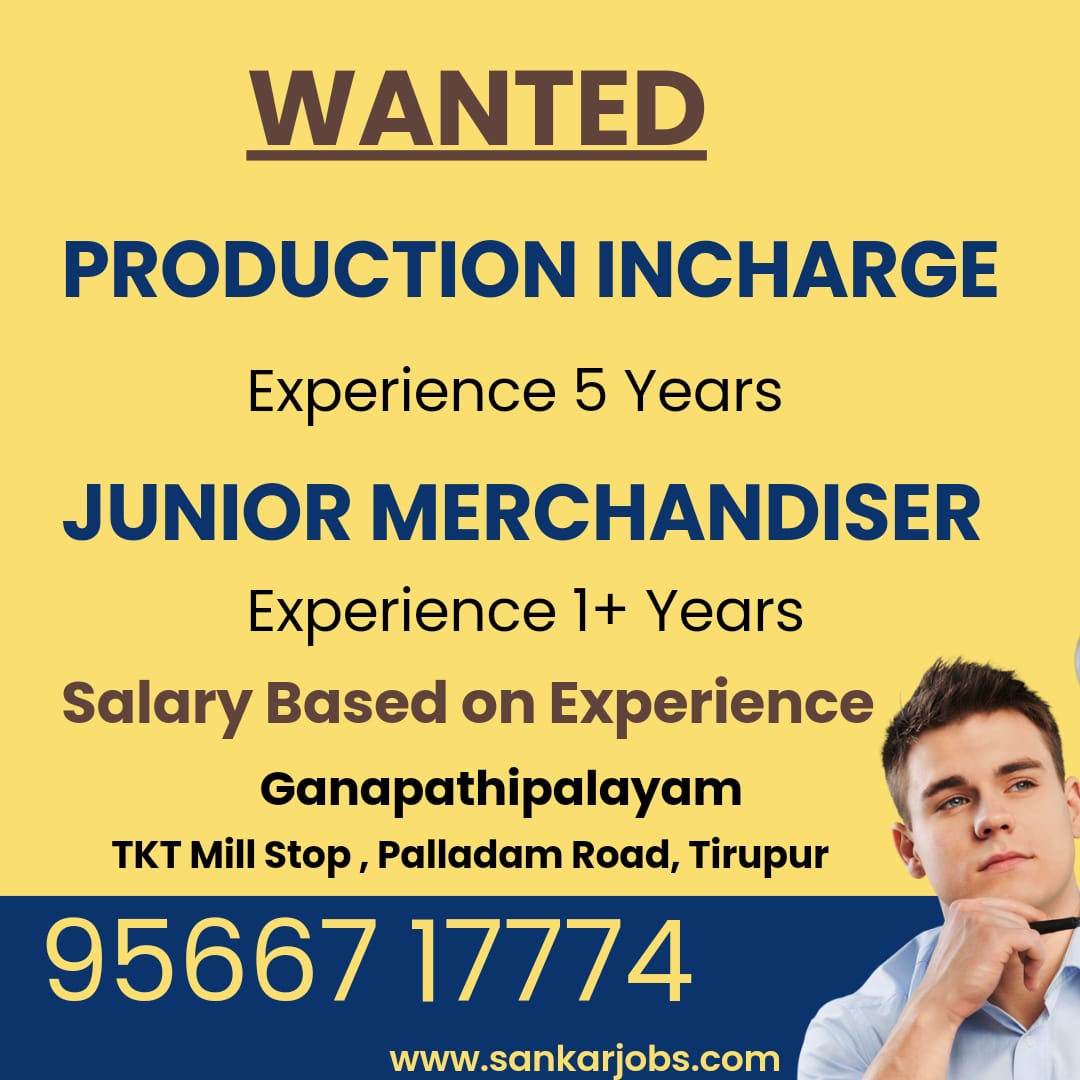 WANTED
PRODUCTION INCHARGE
Experience 5 Years
JUNIOR MERCHANDISER
Experience 1+ Years
Salary Based on Experience
Ganapathipalayam
TKT Mill Stop , Palladam Road, Tirupur
95667 17774
www.sankarjobs.com